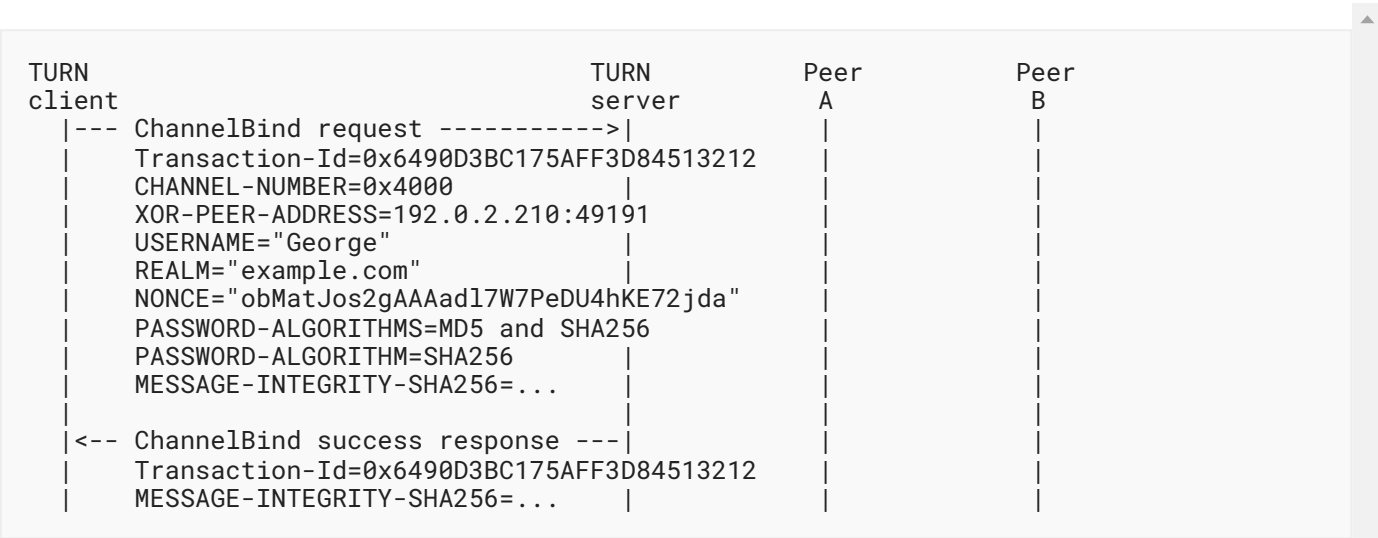 TURN                                 TURN          Peer          Peer
client                               server         A             B
  |--- ChannelBind request ----------->|            |             |
  |    Transaction-Id=0x6490D3BC175AFF3D84513212    |             |
  |    CHANNEL-NUMBER=0x4000           |            |             |
  |    XOR-PEER-ADDRESS=192.0.2.210:49191           |             |
  |    USERNAME="George"               |            |             |
  |    REALM="example.com"             |            |             |
  |    NONCE="obMatJos2gAAAadl7W7PeDU4hKE72jda"     |             |
  |    PASSWORD-ALGORITHMS=MD5 and SHA256           |             |
  |    PASSWORD-ALGORITHM=SHA256       |            |             |
  |    MESSAGE-INTEGRITY-SHA256=...    |            |             |
  |                                    |            |             |
  |<-- ChannelBind success response ---|            |             |
  |    Transaction-Id=0x6490D3BC175AFF3D84513212    |             |
  |    MESSAGE-INTEGRITY-SHA256=...    |            |             |